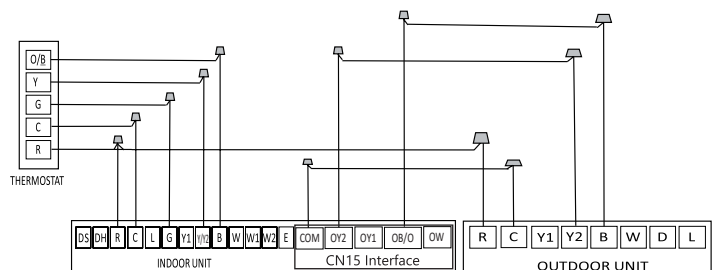 O/B
Y
G
C
R
THERMOSTAT
DS DH R C L G Y1 Y/Y2 B W W1 W2 E COM OY2 OY1 OB/O OW
CN15 Interface
INDOOR UNIT
R C Y1 Y2 B W D L
OUTDOOR UNIT